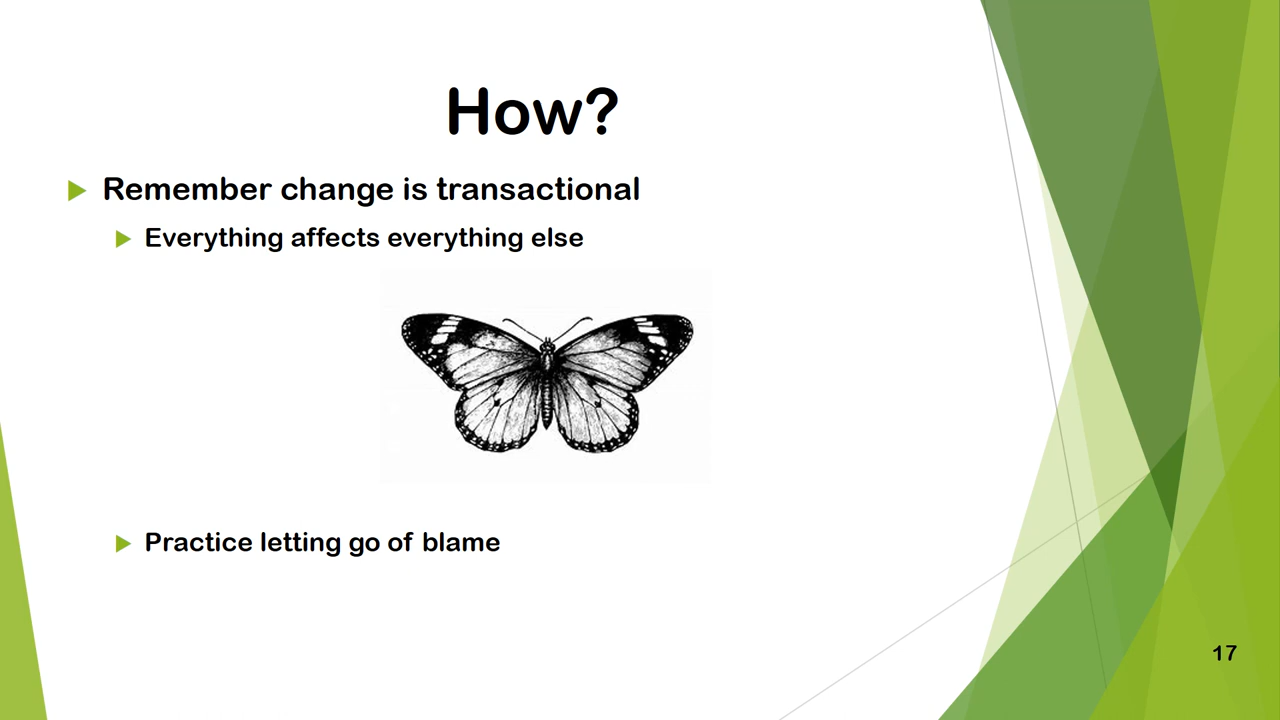 How?
Remember change is transactional
Everything affects everything else
Practice letting go of blame
17